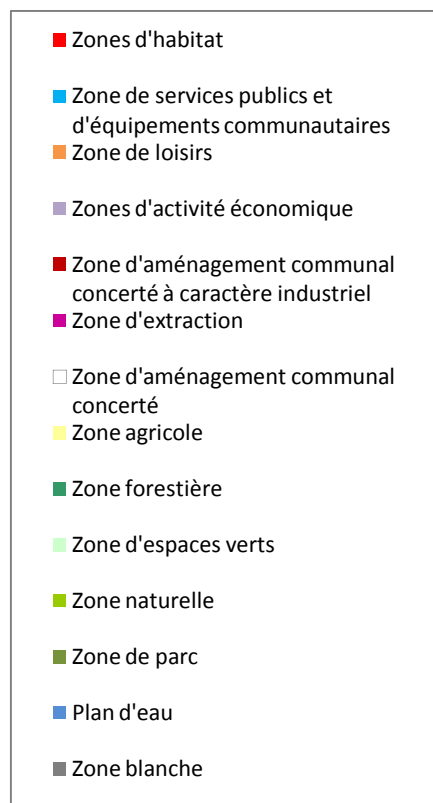 Zones d'habitat
Zone de services publics et
d'équipements communautaires
Zone de loisirs
Zones d'activité économique
Zone d'aménagement communal
concerté à caractère industriel
Zone d'extraction
Zone d'aménagement communal
concerté
Zone agricole
Zone forestière
Zone d'espaces verts
Zone naturelle
Zone de parc
Plan d'eau
Zone blanche